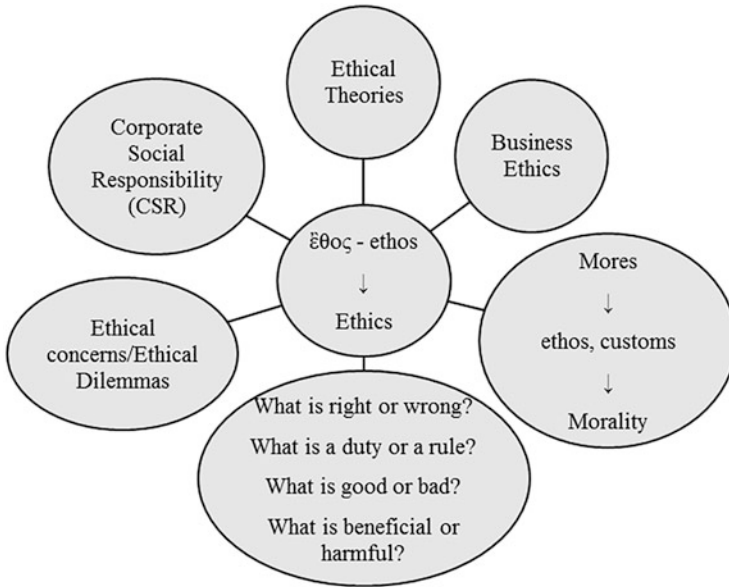 Ethical
Theories
Corporate
Social
Responsibility
(CSR)
Business
Ethics
ἔθος - ethos
↓
Ethics
Mores
↓
ethos, customs
↓
Morality
Ethical
concerns/Ethical
Dilemmas
What is right or wrong?
What is a duty or a rule?
What is good or bad?
What is beneficial or
harmful?